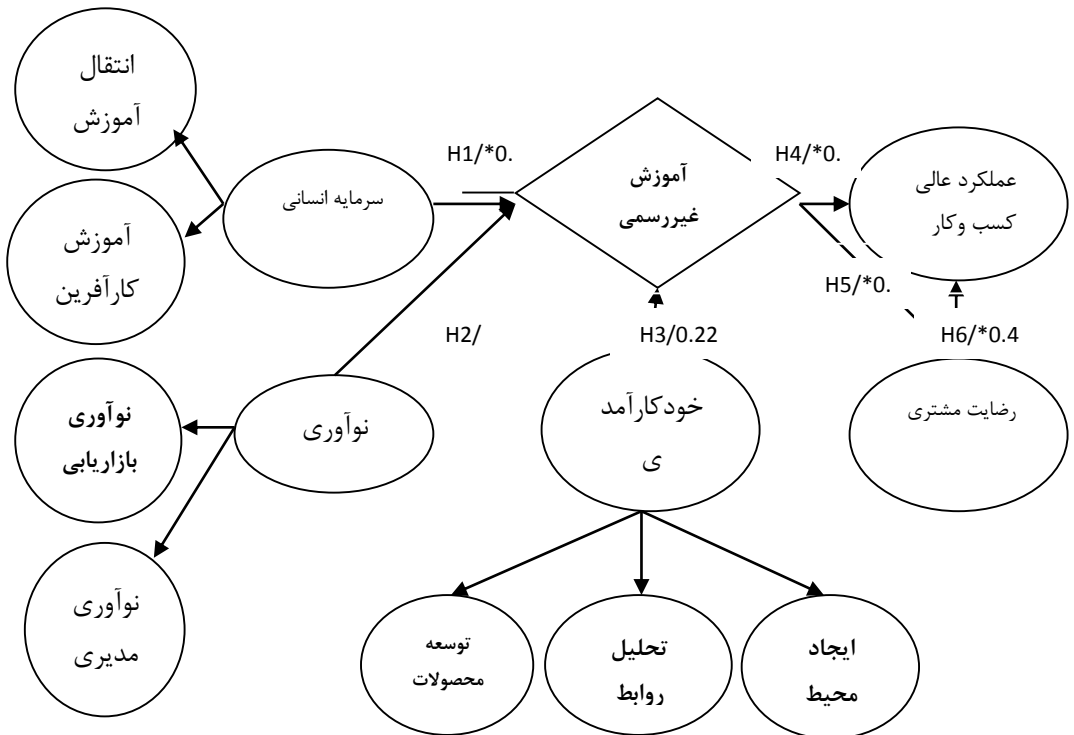 انتقال
آموزش
H1/*0.
H4/*0.
آموزش
غیررسمی
سرمایه انسانی
عملکرد عالی
کسب وکار
آموزش
کارآفرین
H5/*0.
H2/
H3/0.22
H6/*0.4
نوآوری
بازاریابی
نوآوری
خودکارآمد
ی
رضایت مشتری
نوآوری
مدیری
توسعه
محصولات
تحلیل
روابط
ایجاد
محیط